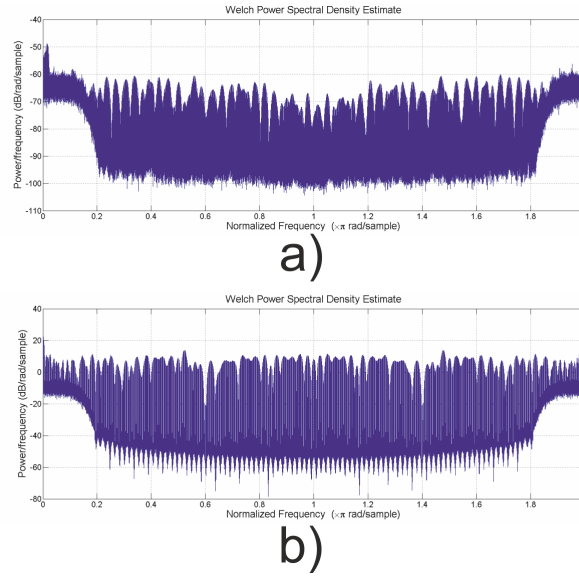 Welch Power Spectral Density Estimate
-40
-50
-60
-70
-80
-90
-100
-110
Power/frequency (dB/rad/sample)
0 0.2 0.4 0.6 0.8 1 1.2 1.4 1.6 1.8
Normalized Frequency (×π rad/sample)
a)
Welch Power Spectral Density Estimate
40
20
0
-20
-40
-60
-80
Power/frequency (dB/rad/sample)
0 0.2 0.4 0.6 0.8 1 1.2 1.4 1.6 1.8
Normalized Frequency (×π rad/sample)
b)